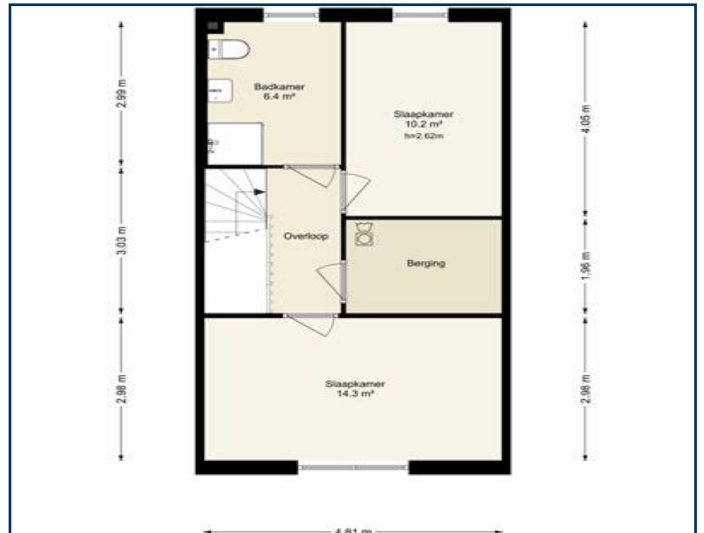 Badkamer
6.4 m²
Slaapkamer
10.2 m²
h=2.62m
2.99 m
4.05 m
Overloop
3.03 m
Berging
1.96 m
Slaapkamer
14.3 m²
2.98 m
2.98 m
4.81 m